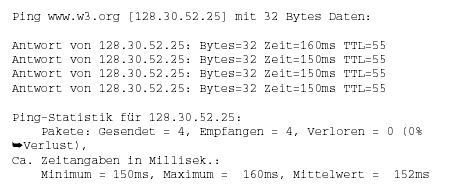 Ping www.w3.org [128.30.52.25] mit 32 Bytes Daten:
Antwort von 128.30.52.25: Bytes=32 Zeit=160ms TTL=55
Antwort von 128.30.52.25: Bytes=32 Zeit=150ms TTL=55
Antwort von 128.30.52.25: Bytes=32 Zeit=150ms TTL=55
Antwort von 128.30.52.25: Bytes=32 Zeit=150ms TTL=55
Ping-Statistik für 128.30.52.25:
Pakete: Gesendet = 4, Empfangen = 4, Verloren = 0 (0%
➥Verlust),
Ca. Zeitangaben in Millisek.:
Minimum = 150ms, Maximum = 160ms, Mittelwert = 152ms